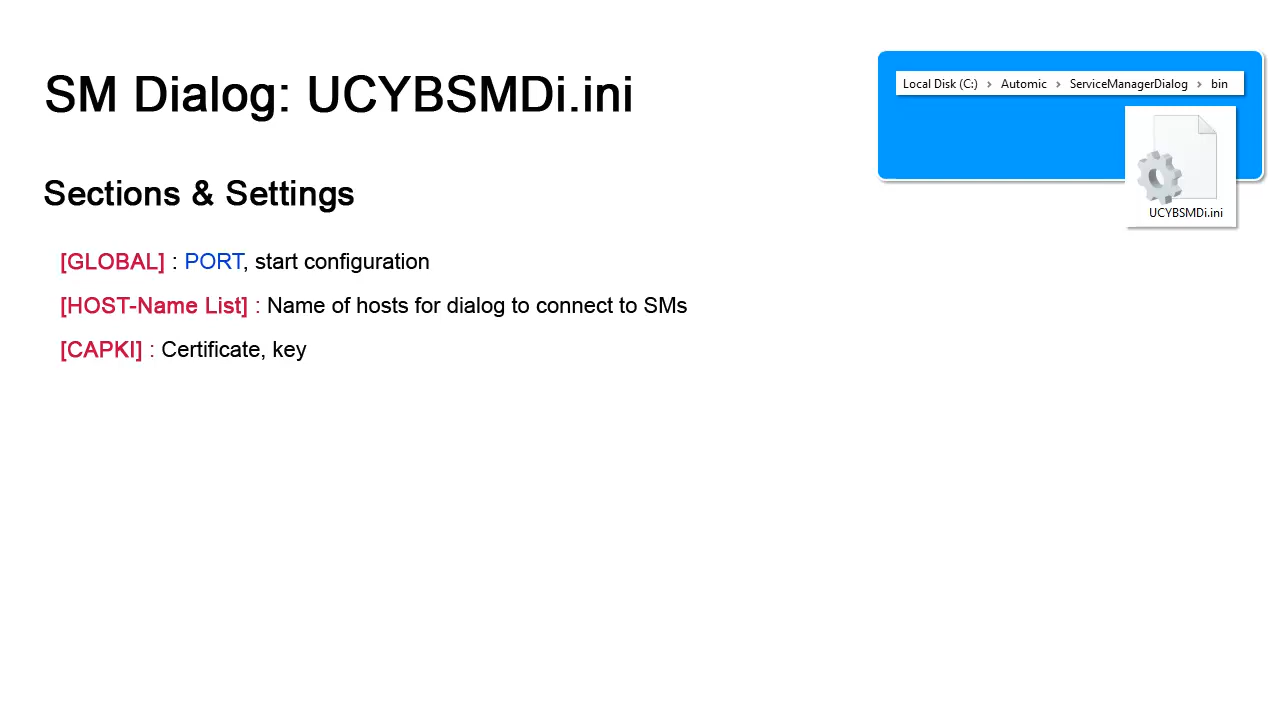 SM Dialog: UCYBSMDi.ini
Local Disk (C:) > Automic > ServiceManagerDialog > bin
UCYBSMDi.ini
Sections & Settings
[GLOBAL] : PORT, start configuration
[HOST-Name List] : Name of hosts for dialog to connect to SMs
[CAPKI] : Certificate, key